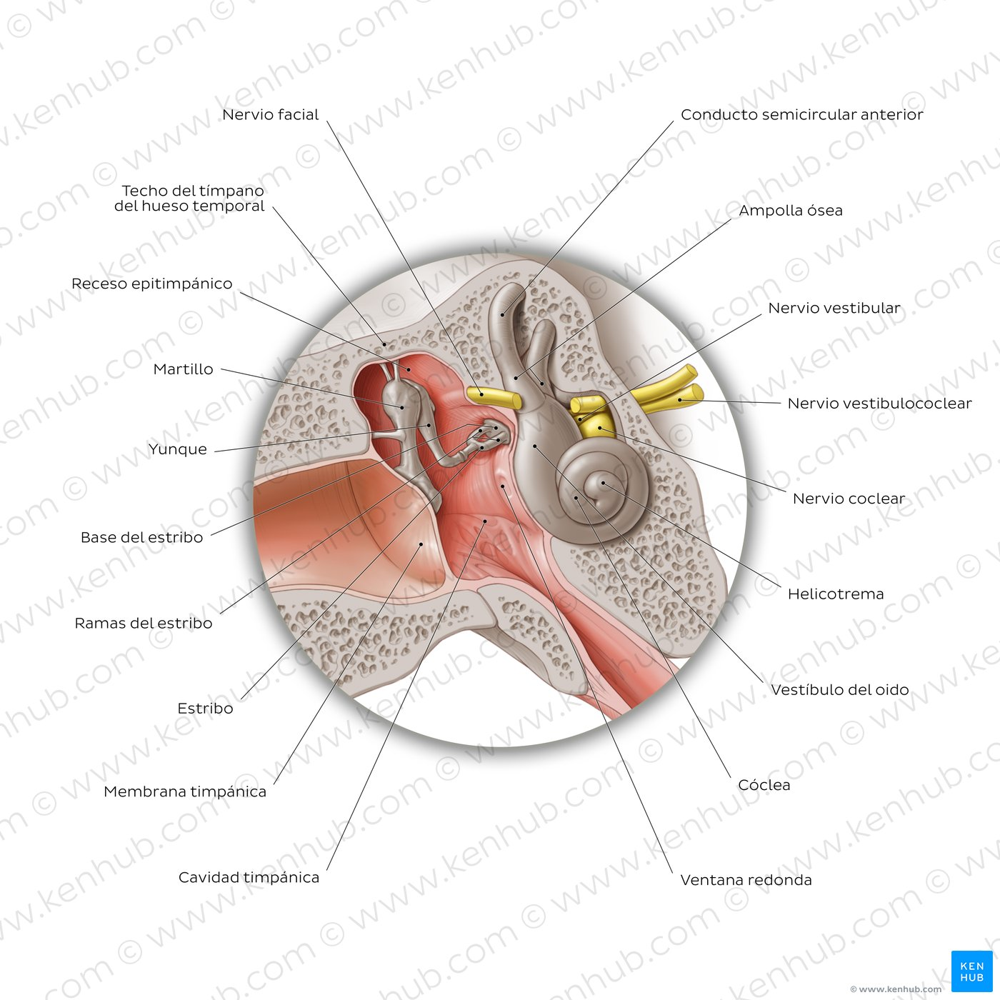 Nervio facial
Techo del tímpano
del hueso temporal
Receso epitimpánico
Martillo
Yunque
Base del estribo
Ramas del estribo
Estribo
Membrana timpánica
Cavidad timpánica
Conducto semicircular anterior
Ampolla ósea
Nervio vestibular
Nervio vestibulococlear
Nervio coclear
Helicotrema
Vestíbulo del oido
Cóclea
Ventana redonda
KEN
HUB
© www.kenhub.com